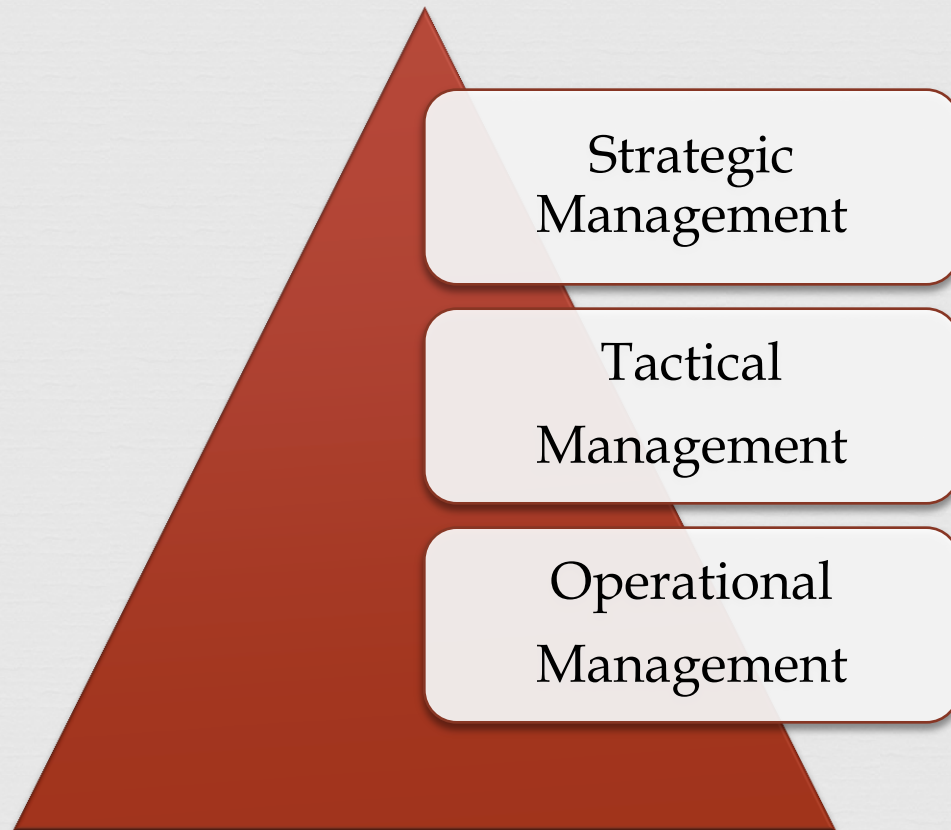 Strategic
Management
Tactical
Management
Operational
Management